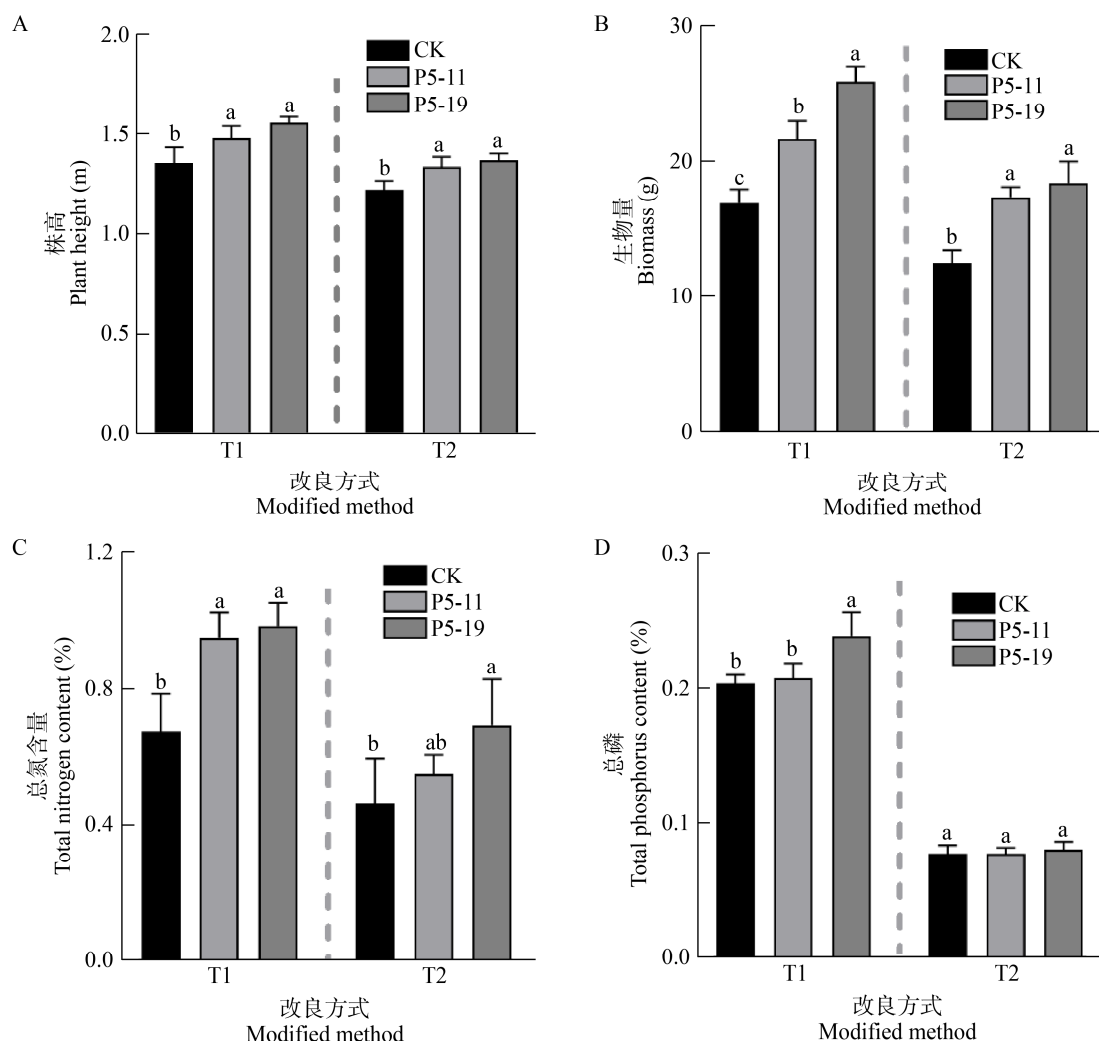 A
2.0
1.5
1.0
0.5
0.0
株高
Plant height (m)
CK
P5-11
P5-19
b
a
a
b
a
a
T1
T2
改良方式
Modified method
B
30
20
10
0
生物量
Biomass (g)
CK
P5-11
P5-19
c
b
a
b
a
a
T1
T2
改良方式
Modified method
C
1.2
0.8
0.4
0.0
总氮含量
Total nitrogen content (%)
CK
P5-11
P5-19
b
a
a
b
ab
a
T1
T2
改良方式
Modified method
D
0.3
0.2
0.1
0.0
总磷
Total phosphorus content (%)
CK
P5-11
P5-19
b
b
a
a
a
a
T1
T2
改良方式
Modified method